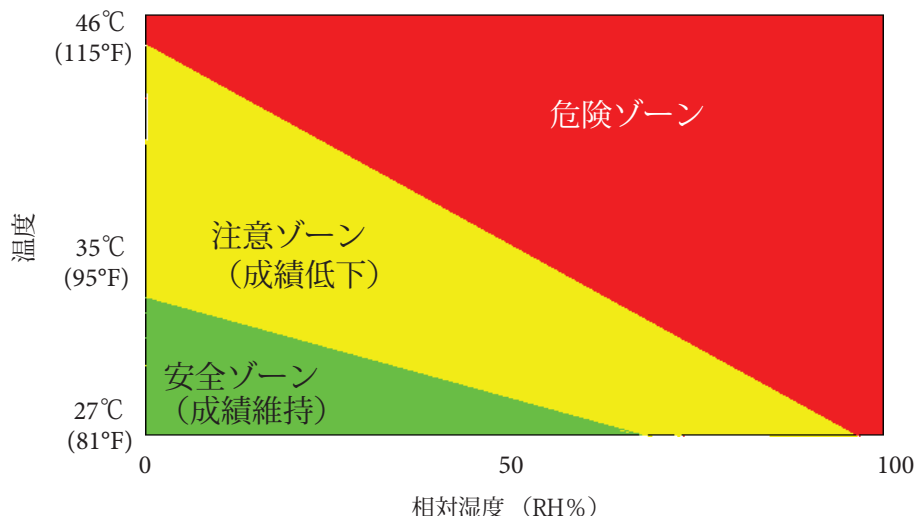 46℃
(115°F)
危険ゾーン
注意ゾーン
（成績低下）
温度
35℃
(95°F)
安全ゾーン
（成績維持）
27℃
(81°F)
0
50
100
相対湿度 （RH%）